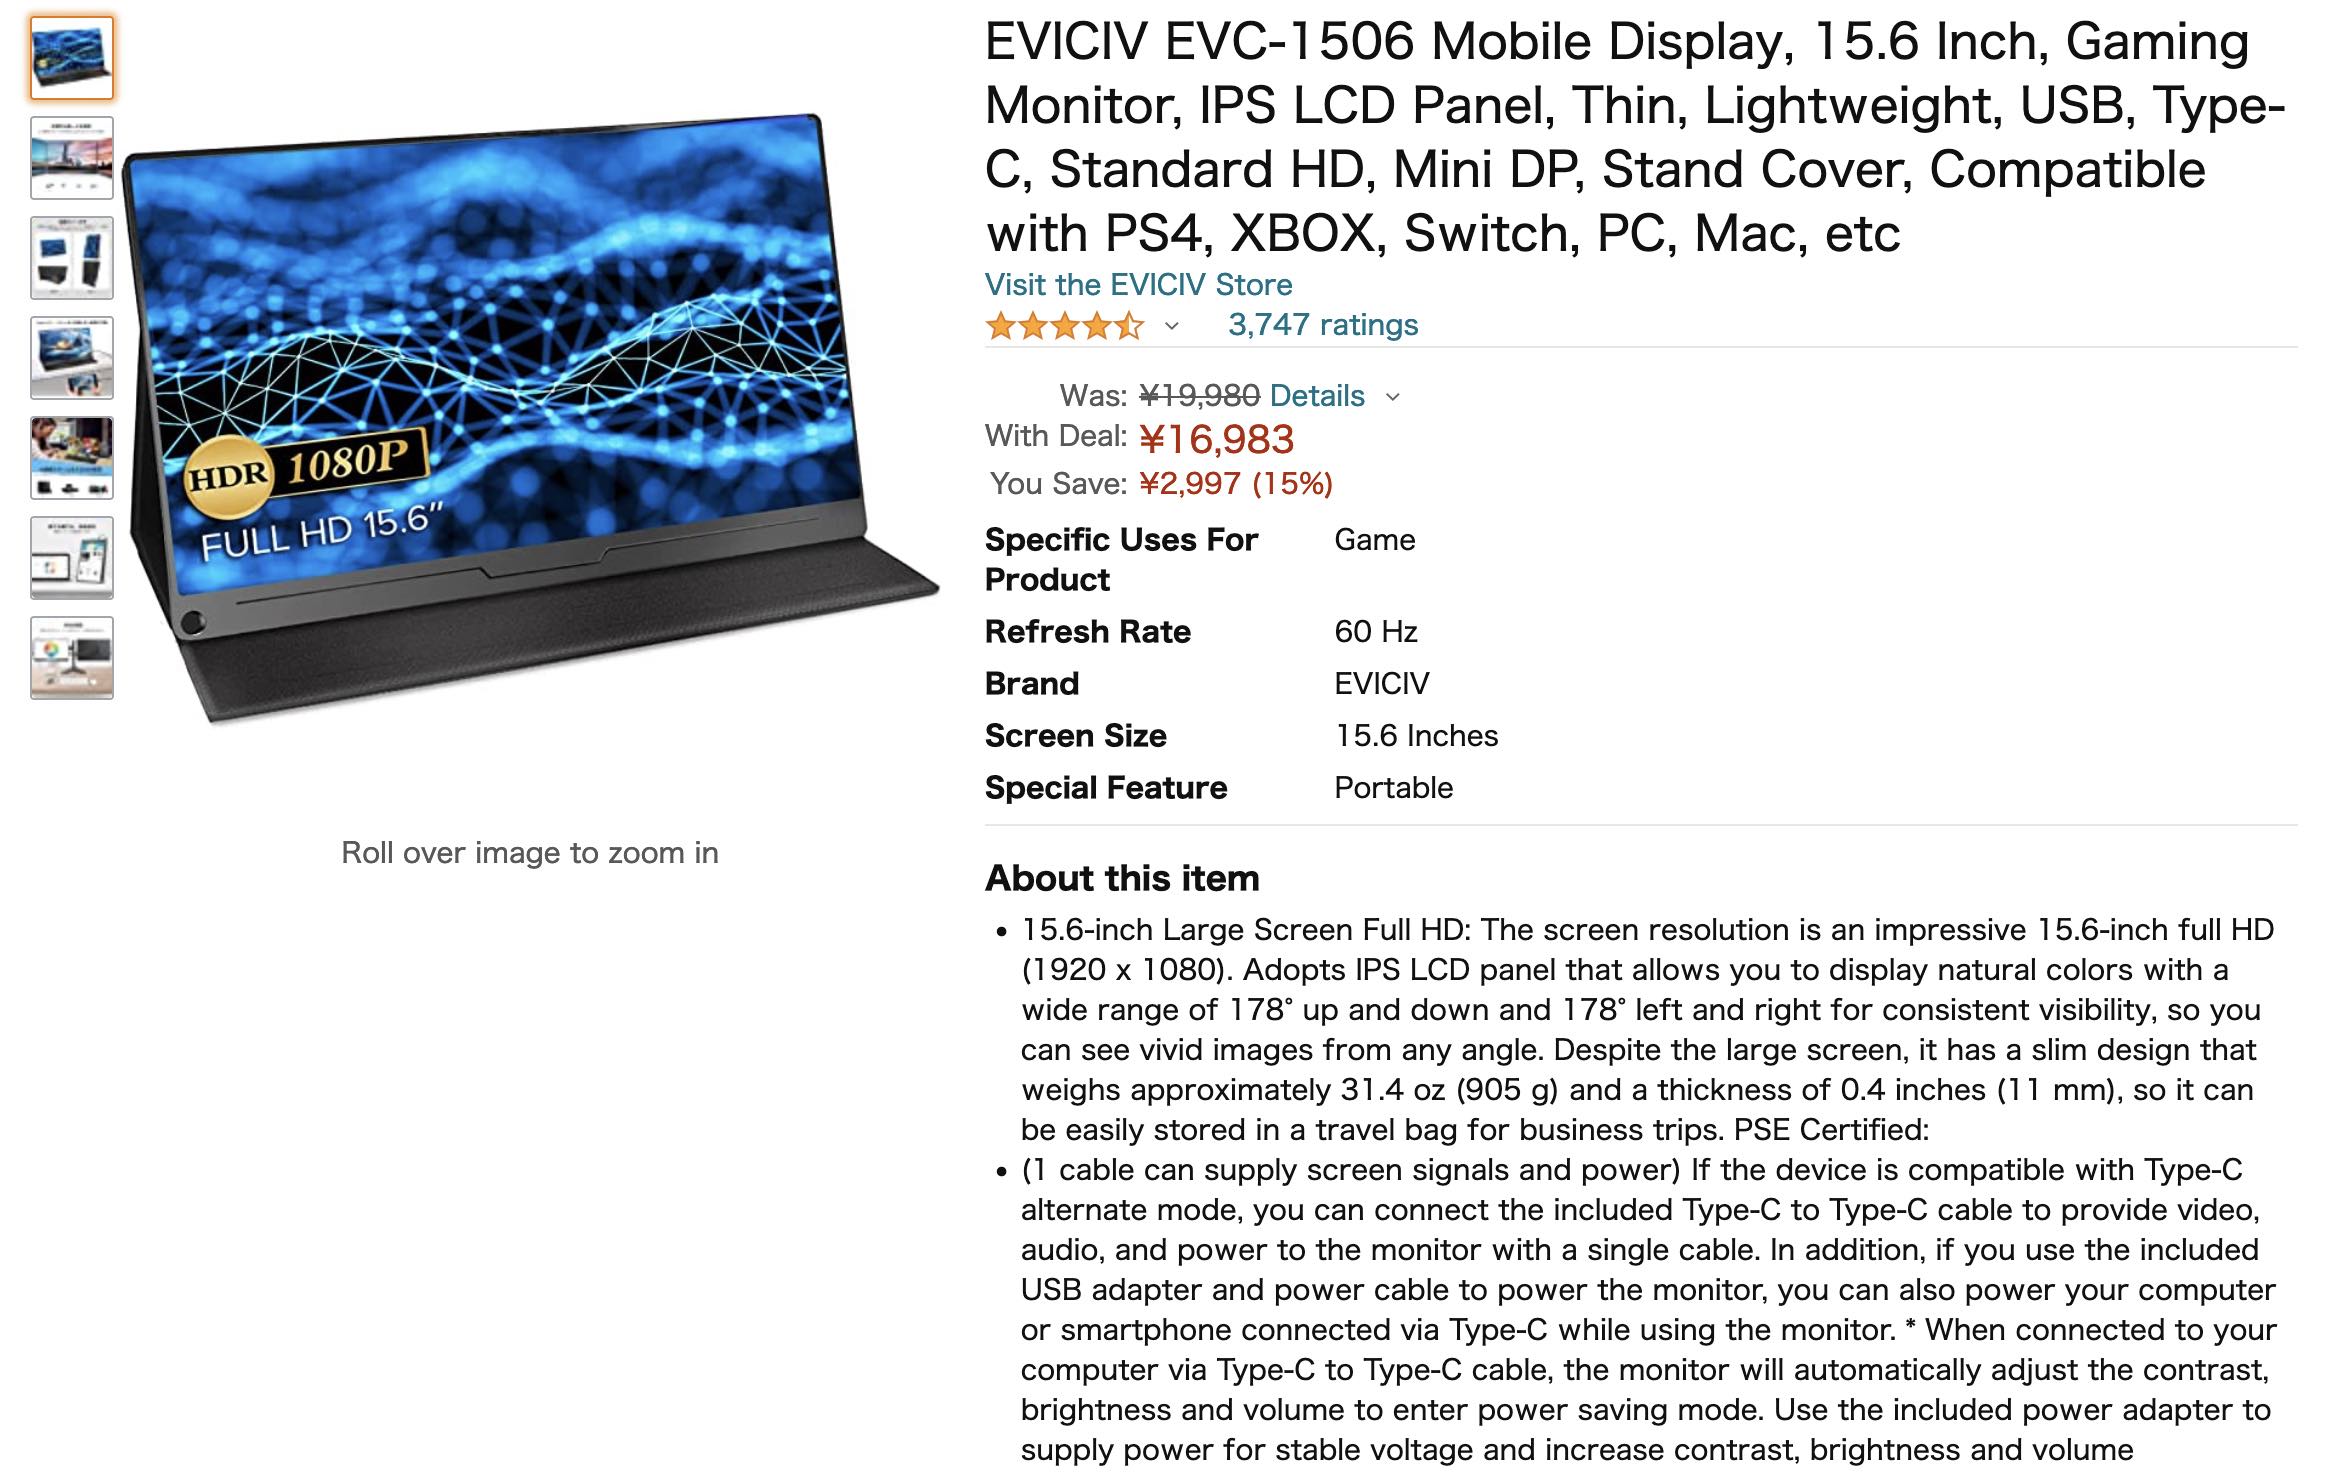 EVICIV EVC-1506 Mobile Display, 15.6 Inch, Gaming
Monitor, IPS LCD Panel, Thin, Lightweight, USB, Type-
C, Standard HD, Mini DP, Stand Cover, Compatible
with PS4, XBOX, Switch, PC, Mac, etc
Visit the EVICIV Store
3,747 ratings
Was: ¥19,980 Details
With Deal: ¥16,983
You Save: ¥2,997 (15%)
Specific Uses For Game
Product
Refresh Rate 60 Hz
Brand EVICIV
Screen Size 15.6 Inches
Special Feature Portable
HDR 1080P
FULL HD 15.6”
Roll over image to zoom in
About this item
• 15.6-inch Large Screen Full HD: The screen resolution is an impressive 15.6-inch full HD
(1920 x 1080). Adopts IPS LCD panel that allows you to display natural colors with a
wide range of 178° up and down and 178° left and right for consistent visibility, so you
can see vivid images from any angle. Despite the large screen, it has a slim design that
weighs approximately 31.4 oz (905 g) and a thickness of 0.4 inches (11 mm), so it can
be easily stored in a travel bag for business trips. PSE Certified:
• (1 cable can supply screen signals and power) If the device is compatible with Type-C
alternate mode, you can connect the included Type-C to Type-C cable to provide video,
audio, and power to the monitor with a single cable. In addition, if you use the included
USB adapter and power cable to power the monitor, you can also power your computer
or smartphone connected via Type-C while using the monitor. * When connected to your
computer via Type-C to Type-C cable, the monitor will automatically adjust the contrast,
brightness and volume to enter power saving mode. Use the included power adapter to
supply power for stable voltage and increase contrast, brightness and volume